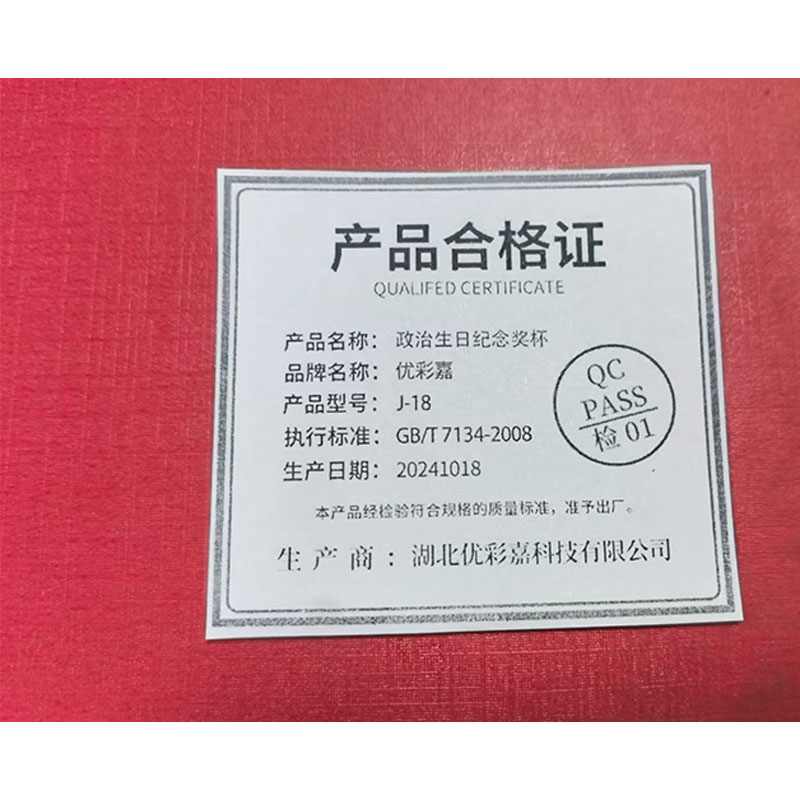 产品合格证
QUALIFED CERTIFICATE
产品名称： 政治生日纪念奖杯
品牌名称： 优彩嘉
产品型号： J-18
执行标准： GB/T 7134-2008
生产日期： 20241018
QC
PASS
检 01
本产品经检验符合规格的质量标准，准予出厂。
生产商：湖北优彩嘉科技有限公司